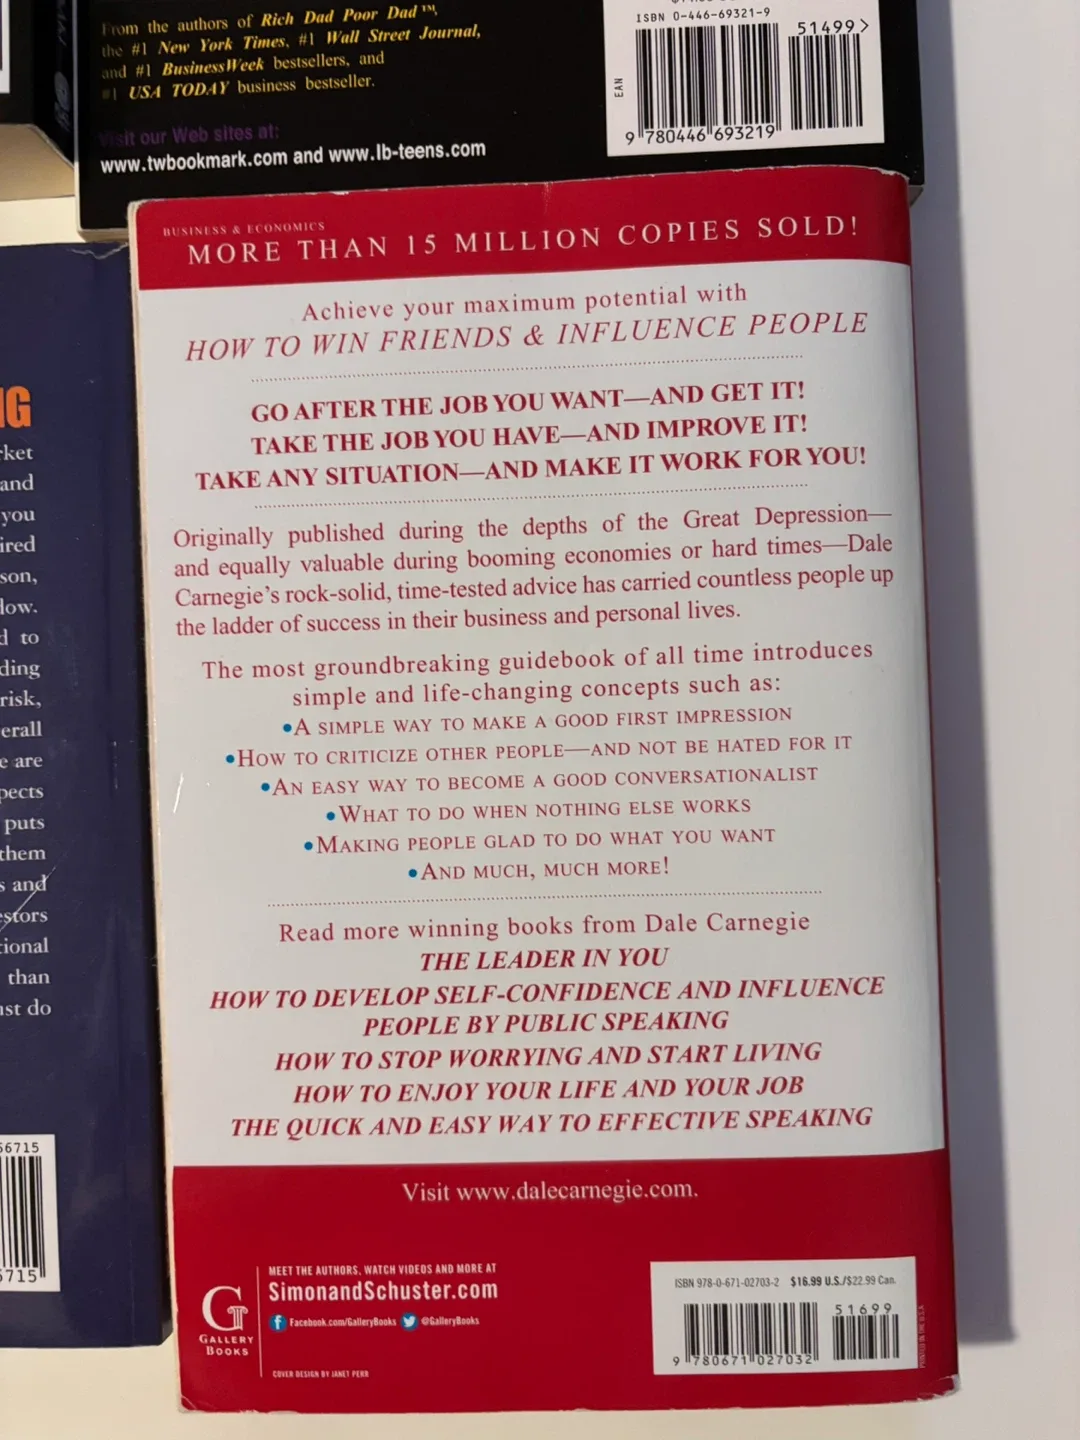 From the authors of Rich Dad Poor Dad™,
the #1 New York Times, #1 Wall Street Journal,
and #1 BusinessWeek bestsellers, and
#1 USA TODAY business bestseller.
Visit our Web sites at:
www.twbookmark.com and www.lb-teens.com
ISBN 0-446-69321-9
51499>
EAN
9 780446 693219
BUSINESS & ECONOMICS
MORE THAN 15 MILLION COPIES SOLD!
Achieve your maximum potential with
HOW TO WIN FRIENDS & INFLUENCE PEOPLE
GO AFTER THE JOB YOU WANT—AND GET IT!
TAKE THE JOB YOU HAVE—AND IMPROVE IT!
TAKE ANY SITUATION—AND MAKE IT WORK FOR YOU!
Originally published during the depths of the Great Depression—
and equally valuable during booming economies or hard times—Dale
Carnegie's rock-solid, time-tested advice has carried countless people up
the ladder of success in their business and personal lives.
The most groundbreaking guidebook of all time introduces
simple and life-changing concepts such as:
•A SIMPLE WAY TO MAKE A GOOD FIRST IMPRESSION
•HOW TO CRITICIZE OTHER PEOPLE—AND NOT BE HATED FOR IT
•AN EASY WAY TO BECOME A GOOD CONVERSATIONALIST
•WHAT TO DO WHEN NOTHING ELSE WORKS
•MAKING PEOPLE GLAD TO DO WHAT YOU WANT
•AND MUCH, MUCH MORE!
Read more winning books from Dale Carnegie
THE LEADER IN YOU
HOW TO DEVELOP SELF-CONFIDENCE AND INFLUENCE
PEOPLE BY PUBLIC SPEAKING
HOW TO STOP WORRYING AND START LIVING
HOW TO ENJOY YOUR LIFE AND YOUR JOB
THE QUICK AND EASY WAY TO EFFECTIVE SPEAKING
Visit www.dalecarnegie.com.
MEET THE AUTHORS, WATCH VIDEOS AND MORE AT
SimonandSchuster.com
Facebook.com/GalleryBooks @GalleryBooks
G
GALLERY
BOOKS
COVER DESIGN BY JANET PERR
ISBN 978-0-671-02703-2 $16.99 U.S./$22.99 Can.
51699
9 780671 027032
PRINTED IN THE U.S.A.
NG
rket
and
you
ired
son,
low.
d to
ding
risk,
erall
e are
pects
puts
them
s and
estors
tional
than
ust do
56715
5715